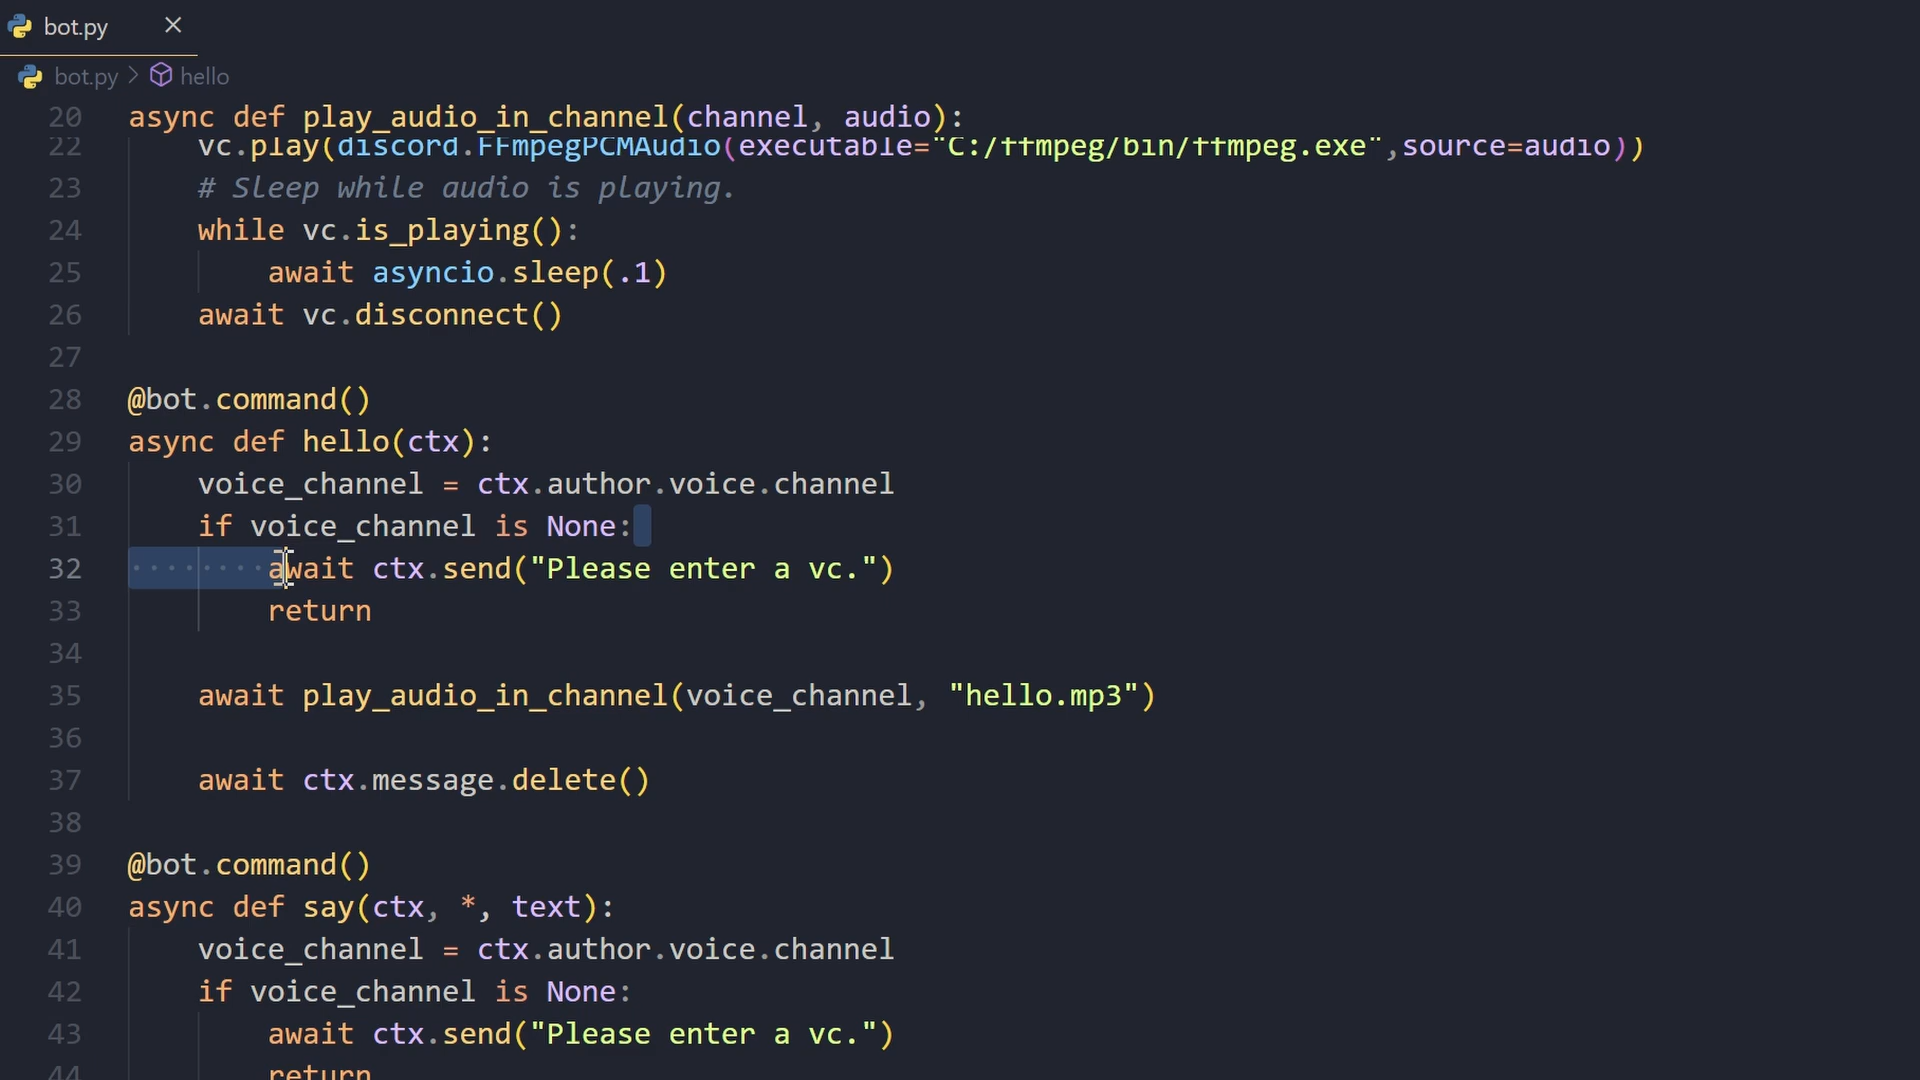 bot.py
bot.py > hello
20 async def play_audio_in_channel(channel, audio):
22     vc.play(discord.FFmpegPCMAudio(executable="C:/ffmpeg/bin/ffmpeg.exe",source=audio))
23     # Sleep while audio is playing.
24     while vc.is_playing():
25         await asyncio.sleep(.1)
26     await vc.disconnect()
27
28 @bot.command()
29 async def hello(ctx):
30     voice_channel = ctx.author.voice.channel
31     if voice_channel is None:
32         await ctx.send("Please enter a vc.")
33         return
34
35     await play_audio_in_channel(voice_channel, "hello.mp3")
36
37     await ctx.message.delete()
38
39 @bot.command()
40 async def say(ctx, *, text):
41     voice_channel = ctx.author.voice.channel
42     if voice_channel is None:
43         await ctx.send("Please enter a vc.")
44         return